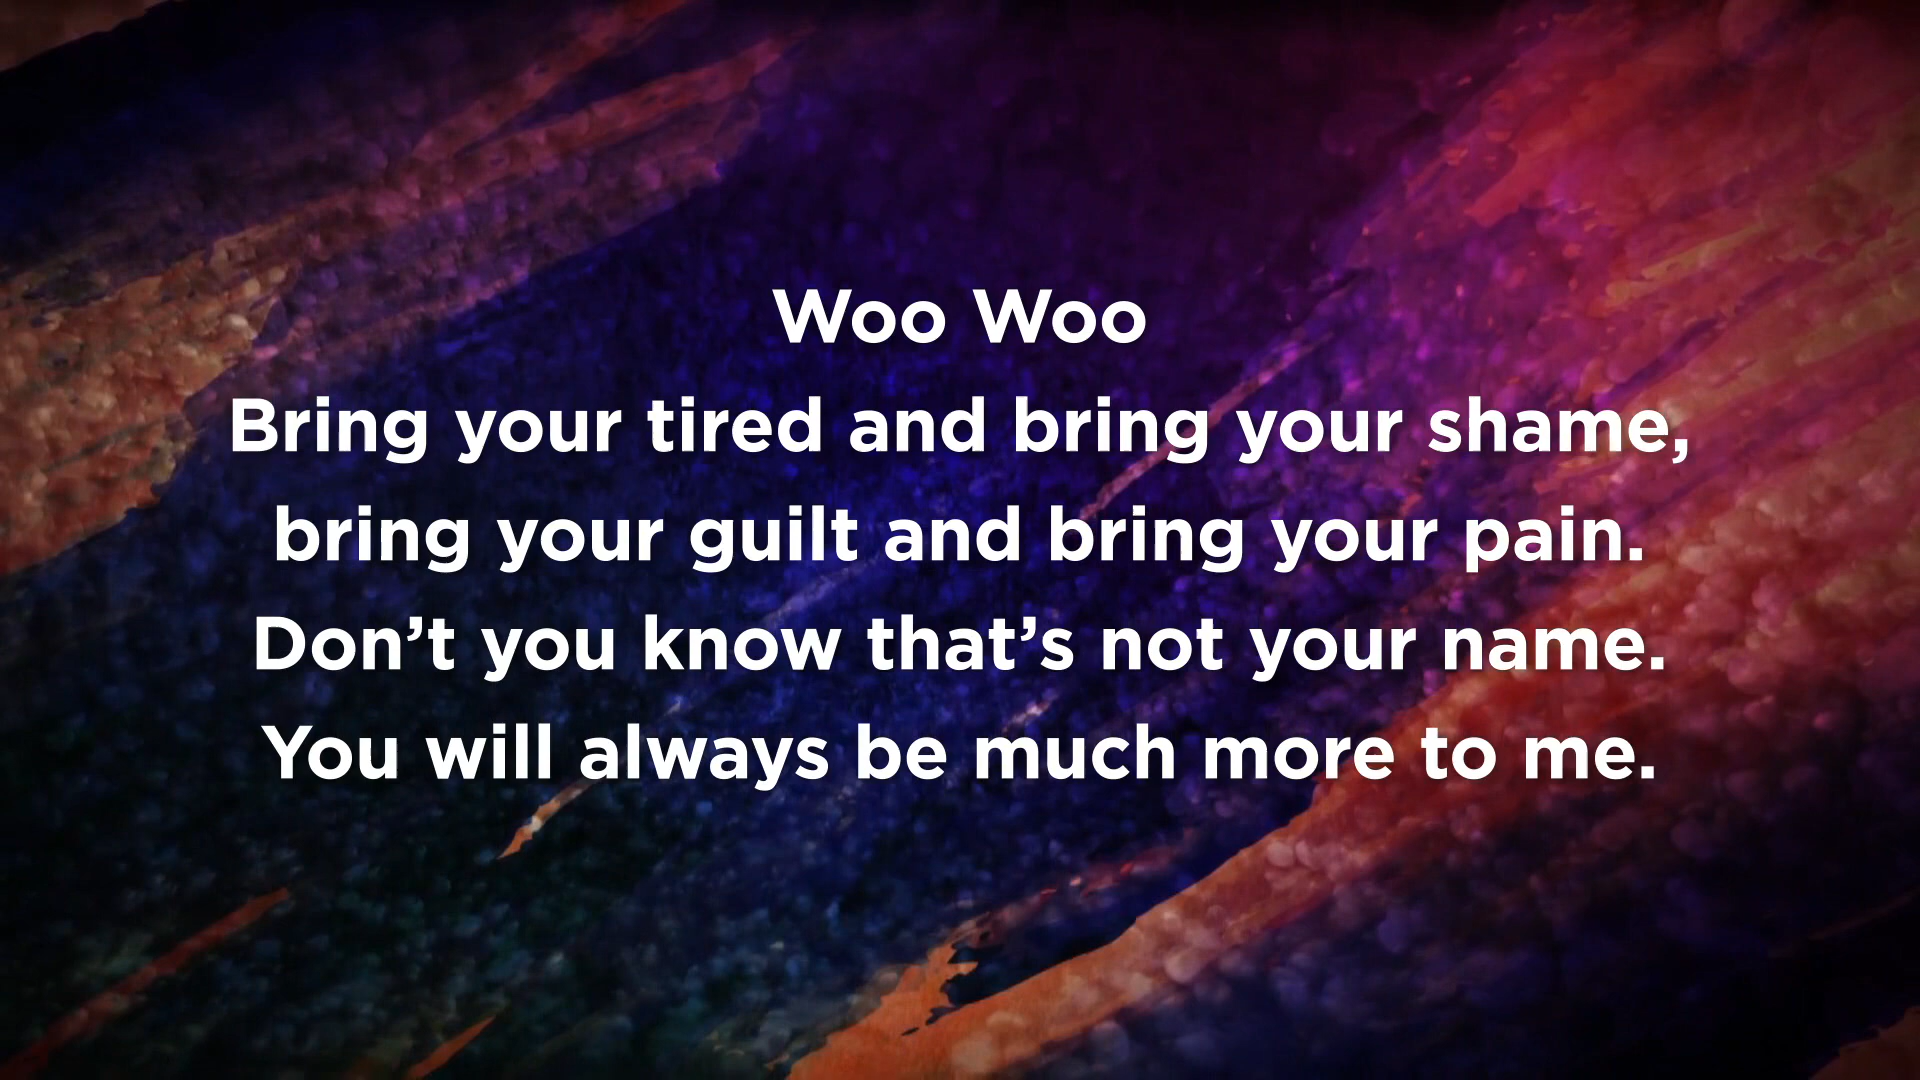 Woo Woo
Bring your tired and bring your shame,
bring your guilt and bring your pain.
Don’t you know that’s not your name.
You will always be much more to me.